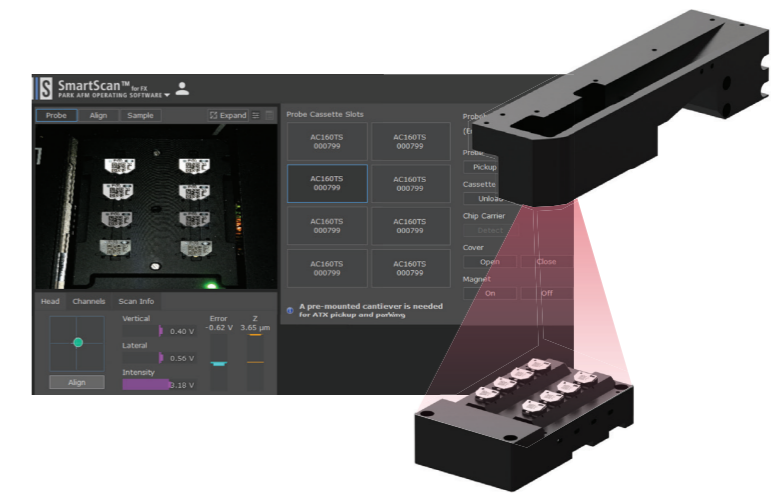 S SmartScan™ for FX
PARK AFM OPERATING SOFTWARE
Probe Align Sample Expand
Probe Cassette Slots
AC160TS
000799
AC160TS
000799
AC160TS
000799
AC160TS
000799
AC160TS
000799
AC160TS
000799
AC160TS
000799
AC160TS
000799
A pre-mounted cantiever is needed
for ATX pickup and parking
Probe
Pickup
Cassette
Unload
Chip Carrier
Detect
Cover
Open Close
Magnet
On Off
Head Channels Scan Info
Vertical
0.40 V
Lateral
0.56 V
Intensity
3.18 V
Error
-0.62 V
Z
3.65 µm
Align